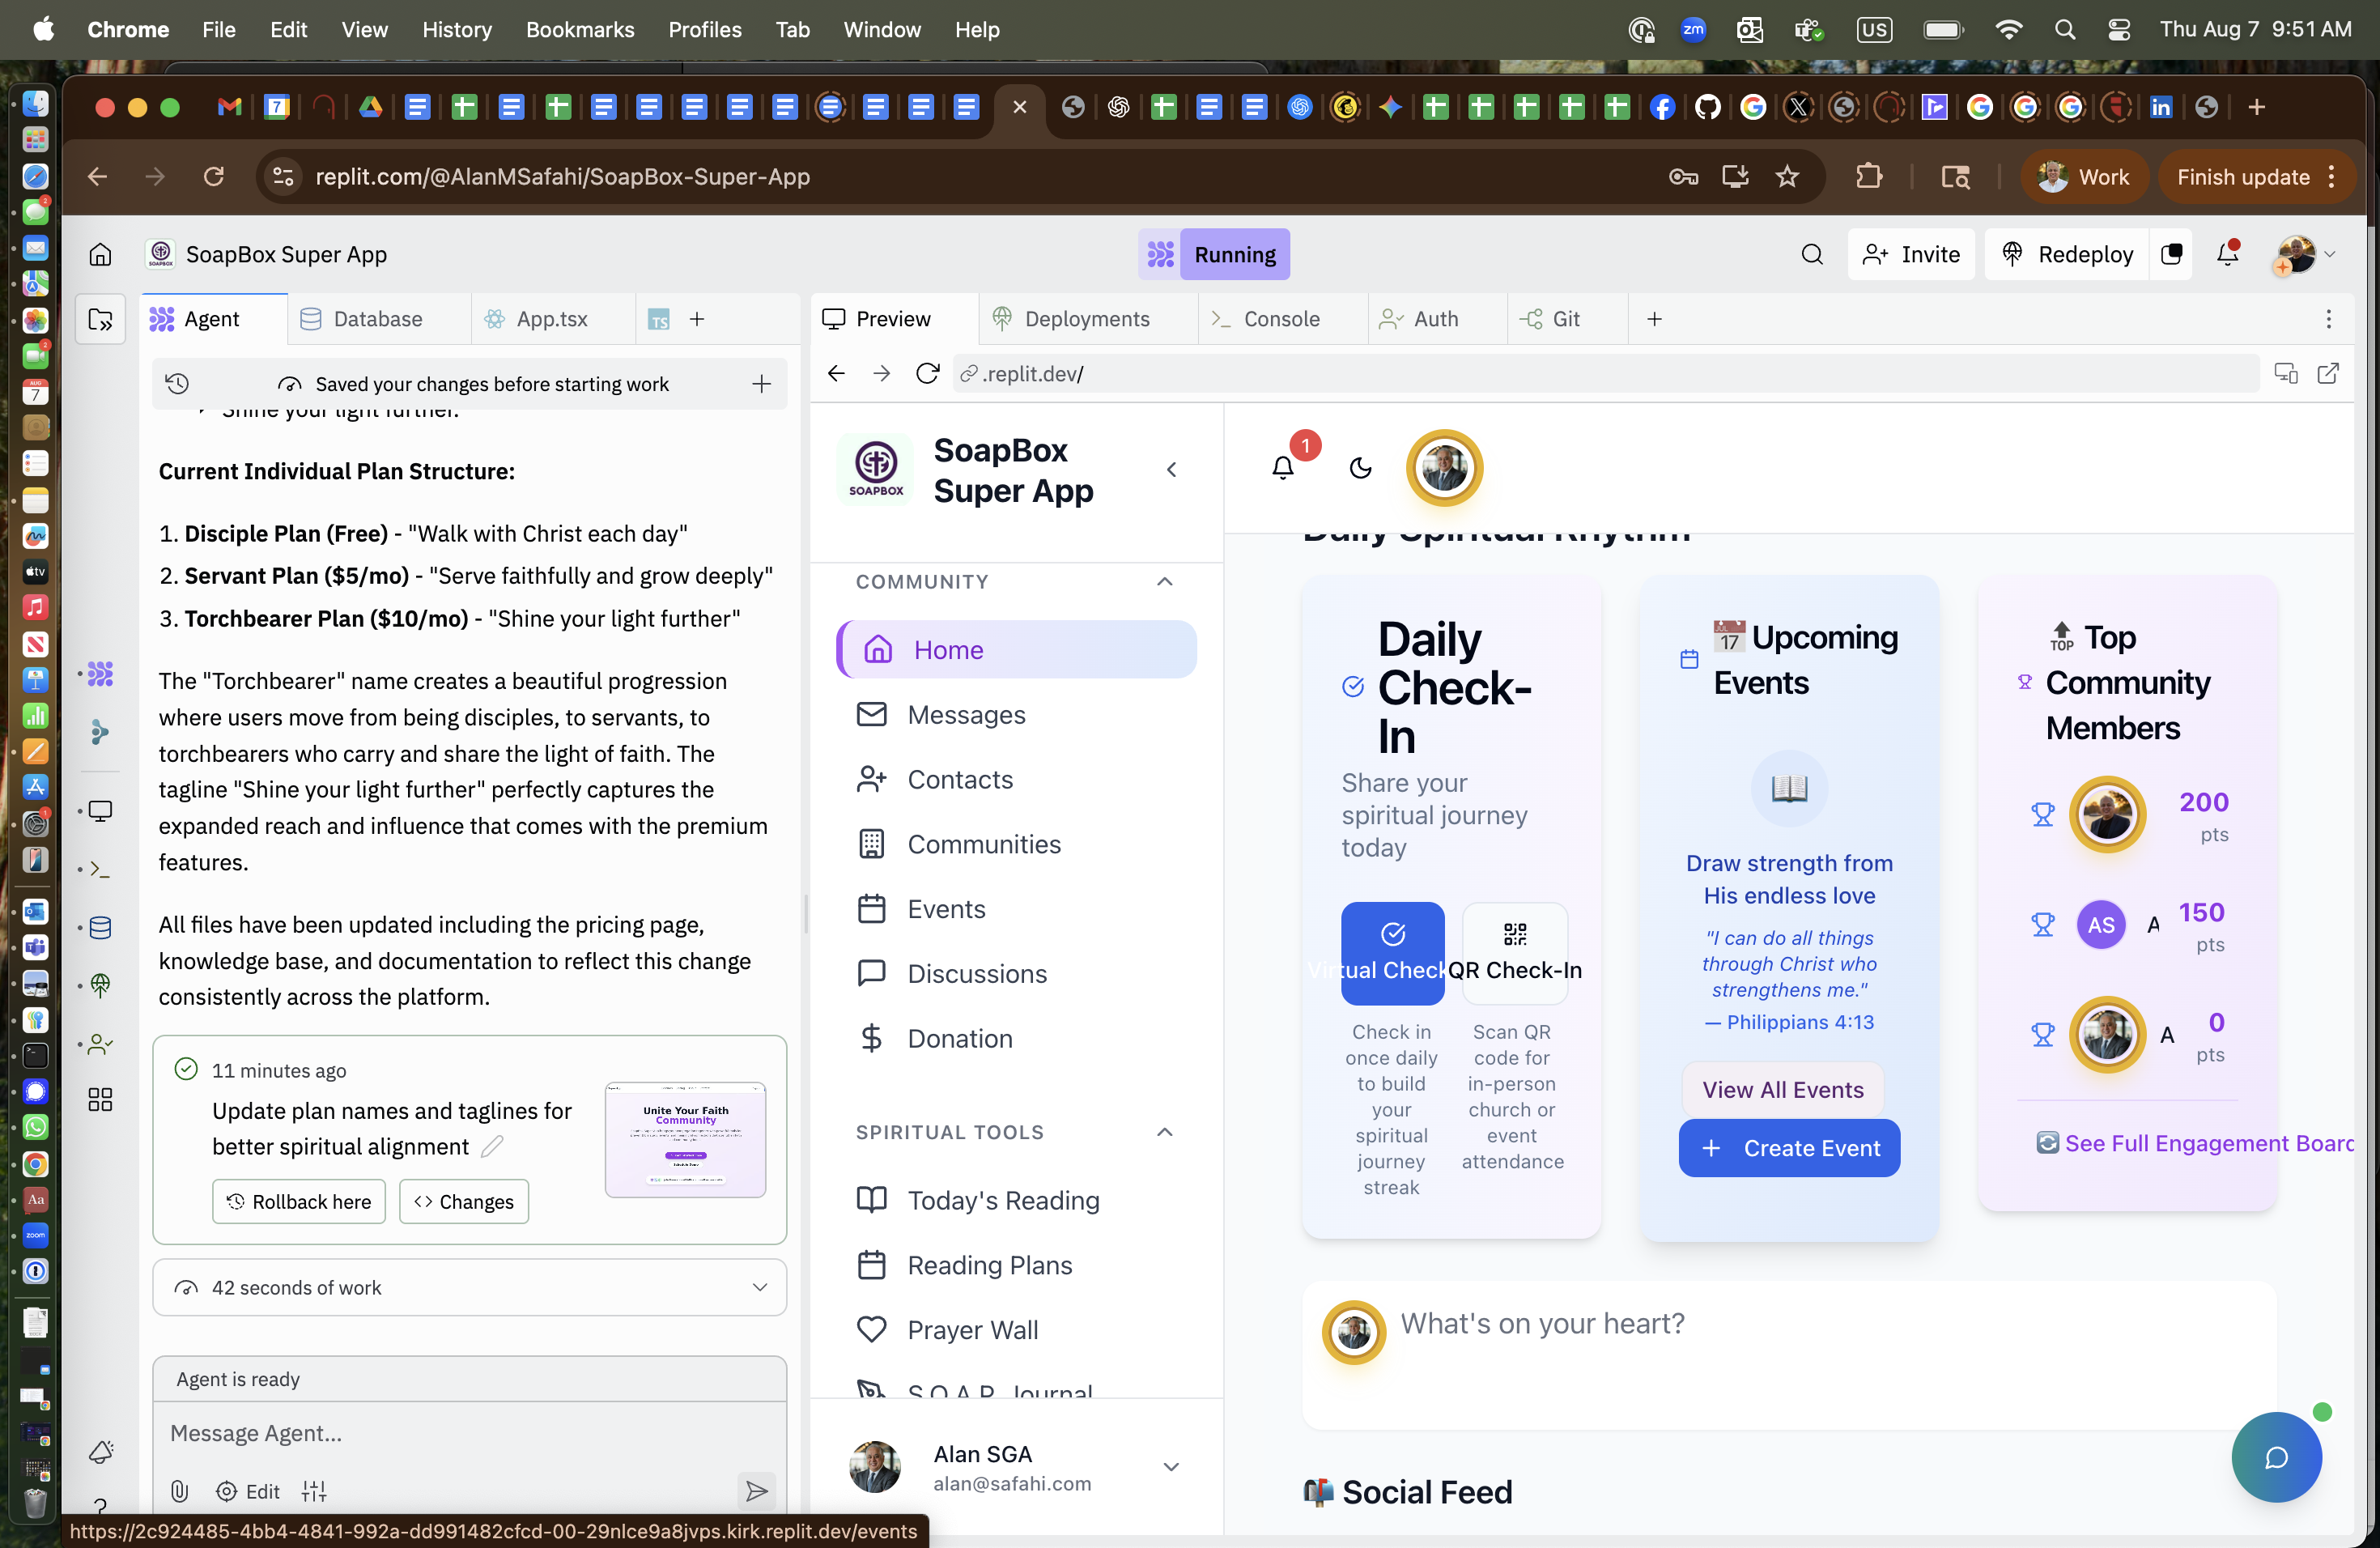 Chrome File Edit View History Bookmarks Profiles Tab Window Help
zm US Thu Aug 7 9:51 AM
replit.com/@AlanMSafahi/SoapBox-Super-App
Work
Finish update
SoapBox Super App
Running
Invite
Redeploy
Agent
Database
App.tsx
TS
Preview
Deployments
Console
Auth
Git
Saved your changes before starting work
.replit.dev/
Shine your light further.
Current Individual Plan Structure:
1. Disciple Plan (Free) - "Walk with Christ each day"
2. Servant Plan ($5/mo) - "Serve faithfully and grow deeply"
3. Torchbearer Plan ($10/mo) - "Shine your light further"
The "Torchbearer" name creates a beautiful progression
where users move from being disciples, to servants, to
torchbearers who carry and share the light of faith. The
tagline "Shine your light further" perfectly captures the
expanded reach and influence that comes with the premium
features.
All files have been updated including the pricing page,
knowledge base, and documentation to reflect this change
consistently across the platform.
11 minutes ago
Update plan names and taglines for
better spiritual alignment
Unite Your Faith
Community
Rollback here
Changes
42 seconds of work
Agent is ready
Message Agent...
Edit
https://2c924485-4bb4-4841-992a-dd991482cfcd-00-29nlce9a8jvps.kirk.replit.dev/events
SOAPBOX
SoapBox
Super App
COMMUNITY
Home
Messages
Contacts
Communities
Events
Discussions
Donation
SPIRITUAL TOOLS
Today's Reading
Reading Plans
Prayer Wall
S.O.A.P. Journal
Alan SGA
alan@safahi.com
1
Daily Spiritual Rhythm
Daily
Check-
In
Share your
spiritual journey
today
Virtual Check
QR Check-In
Check in
once daily
to build
your
spiritual
journey
streak
Scan QR
code for
in-person
church or
event
attendance
17 Upcoming
Events
Draw strength from
His endless love
"I can do all things
through Christ who
strengthens me."
— Philippians 4:13
View All Events
+ Create Event
TOP Top
Community
Members
200
pts
AS A 150
pts
A 0
pts
See Full Engagement Board
What's on your heart?
Social Feed